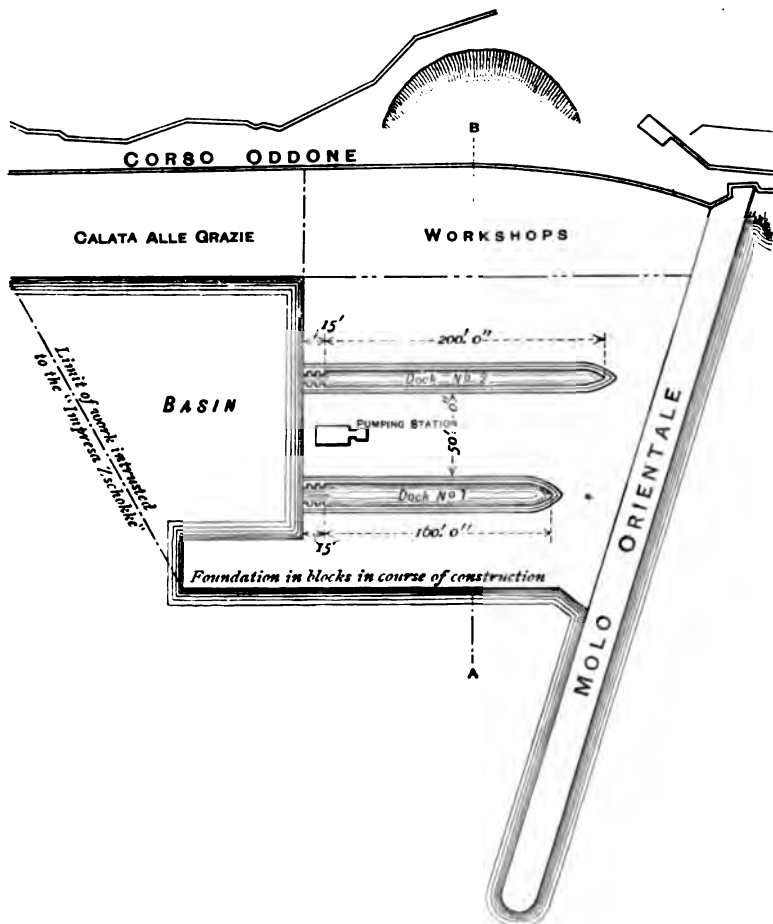 B
CORSO ODDONE
CALATA ALLE GRAZIE
WORKSHOPS
15'
200' 0"
Dock Nº 2
Limit of work intrusted
to the "Impresa Zschokke"
BASIN
PUMPING STATION
50' 0"
Dock Nº 1
160' 0"
15'
Foundation in blocks in course of construction
A
MOLO ORIENTALE